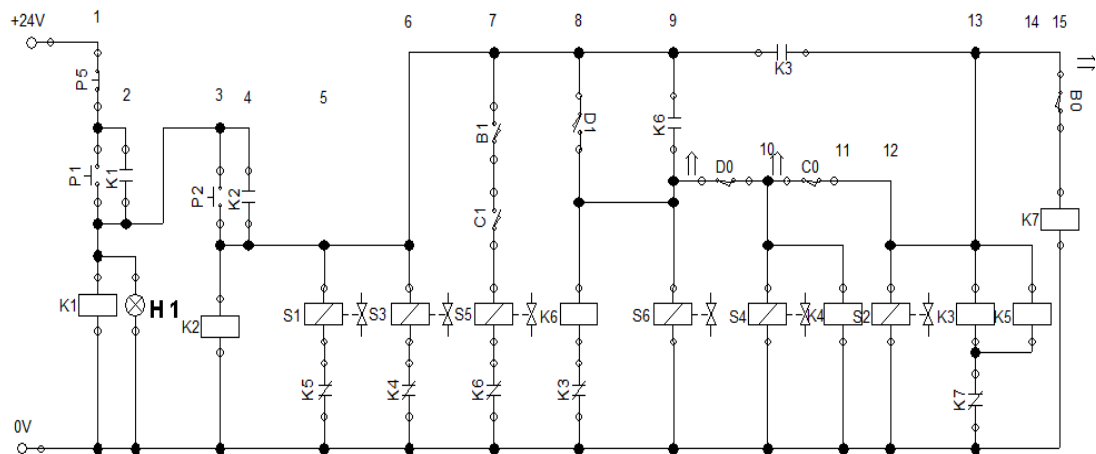 1
6
7
8
9
13
14
15
+24V
K3
P5
B0
2
3
4
5
B1
D1
K6
P1
K1
P2
K2
D0
10
C0
11
12
C1
K7
K1
H1
K2
S1
S3
S5
K6
S6
S4
K4
S2
K3
K5
K5
K4
K6
K3
K7
0V